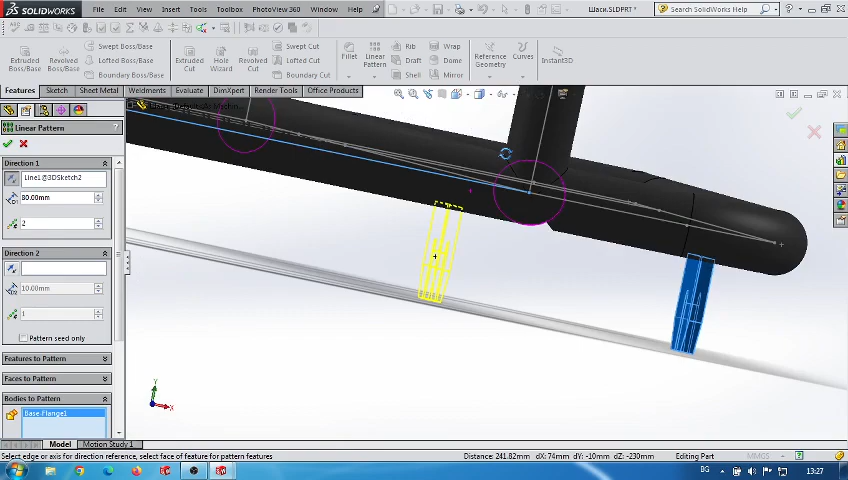 SOLIDWORKS File Edit View Insert Tools Toolbox PhotoView 360 Window Help Шаси.SLDPRT * Search SolidWorks Help
Extruded Boss/Base
Revolved Boss/Base
Swept Boss/Base
Lofted Boss/Base
Boundary Boss/Base
Extruded Cut
Hole Wizard
Revolved Cut
Swept Cut
Lofted Cut
Boundary Cut
Fillet
Linear Pattern
Rib
Draft
Shell
Wrap
Dome
Mirror
Reference Geometry
Curves
Instant3D
Features Sketch Sheet Metal Weldments Evaluate DimXpert Render Tools Office Products
Linear Pattern ?
Direction 1
Line1@3DSketch2
D1 80.00mm
2
Direction 2
D2 10.00mm
1
Pattern seed only
Features to Pattern
Faces to Pattern
Bodies to Pattern
Base-Flange1
Y
X
Model Motion Study 1
Select edge or axis for direction reference, select face of feature for pattern features Distance: 241.82mm dX: 74mm dY: -10mm dZ: -230mm Editing Part MMGS
BG 13:27